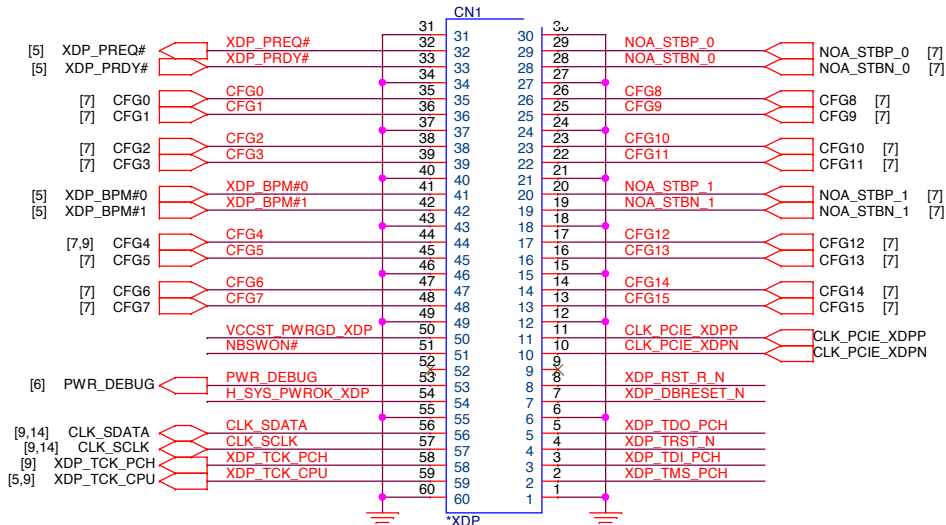 CN1
31 31 30 30
[5] XDP_PREQ# XDP_PREQ# 32 32 29 29 NOA_STBP_0 NOA_STBP_0 [7]
[5] XDP_PRDY# XDP_PRDY# 33 33 28 28 NOA_STBN_0 NOA_STBN_0 [7]
34 34 27 27
[7] CFG0 CFG0 35 35 26 26 CFG8 CFG8 [7]
[7] CFG1 CFG1 36 36 25 25 CFG9 CFG9 [7]
37 37 24 24
[7] CFG2 CFG2 38 38 23 23 CFG10 CFG10 [7]
[7] CFG3 CFG3 39 39 22 22 CFG11 CFG11 [7]
40 40 21 21
[5] XDP_BPM#0 XDP_BPM#0 41 41 20 20 NOA_STBP_1 NOA_STBP_1 [7]
[5] XDP_BPM#1 XDP_BPM#1 42 42 19 19 NOA_STBN_1 NOA_STBN_1 [7]
43 43 18 18
[7,9] CFG4 CFG4 44 44 17 17 CFG12 CFG12 [7]
[7] CFG5 CFG5 45 45 16 16 CFG13 CFG13 [7]
46 46 15 15
[7] CFG6 CFG6 47 47 14 14 CFG14 CFG14 [7]
[7] CFG7 CFG7 48 48 13 13 CFG15 CFG15 [7]
49 49 12 12
VCCST_PWRGD_XDP 50 50 11 11 CLK_PCIE_XDPP CLK_PCIE_XDPP
NBSWON# 51 51 10 10 CLK_PCIE_XDPN CLK_PCIE_XDPN
52 52 9 9
[6] PWR_DEBUG PWR_DEBUG 53 53 8 8 XDP_RST_R_N
H_SYS_PWROK_XDP 54 54 7 7 XDP_DBRESET_N
55 55 6 6
[9,14] CLK_SDATA CLK_SDATA 56 56 5 5 XDP_TDO_PCH
[9,14] CLK_SCLK CLK_SCLK 57 57 4 4 XDP_TRST_N
[9] XDP_TCK_PCH XDP_TCK_PCH 58 58 3 3 XDP_TDI_PCH
[5,9] XDP_TCK_CPU XDP_TCK_CPU 59 59 2 2 XDP_TMS_PCH
60 60 1 1
*XDP